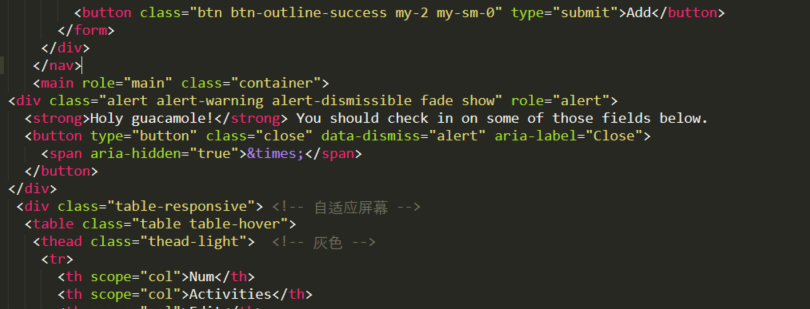 <button class="btn btn-outline-success my-2 my-sm-0" type="submit">Add</button>
</form>
</div>
</nav>
<main role="main" class="container">
<div class="alert alert-warning alert-dismissible fade show" role="alert">
<strong>Holy guacamole!</strong> You should check in on some of those fields below.
<button type="button" class="close" data-dismiss="alert" aria-label="Close">
<span aria-hidden="true">&times;</span>
</button>
</div>
<div class="table-responsive"> <!-- 自适应屏幕 -->
<table class="table table-hover">
<thead class="thead-light">  <!-- 灰色 -->
<tr>
<th scope="col">Num</th>
<th scope="col">Activities</th>